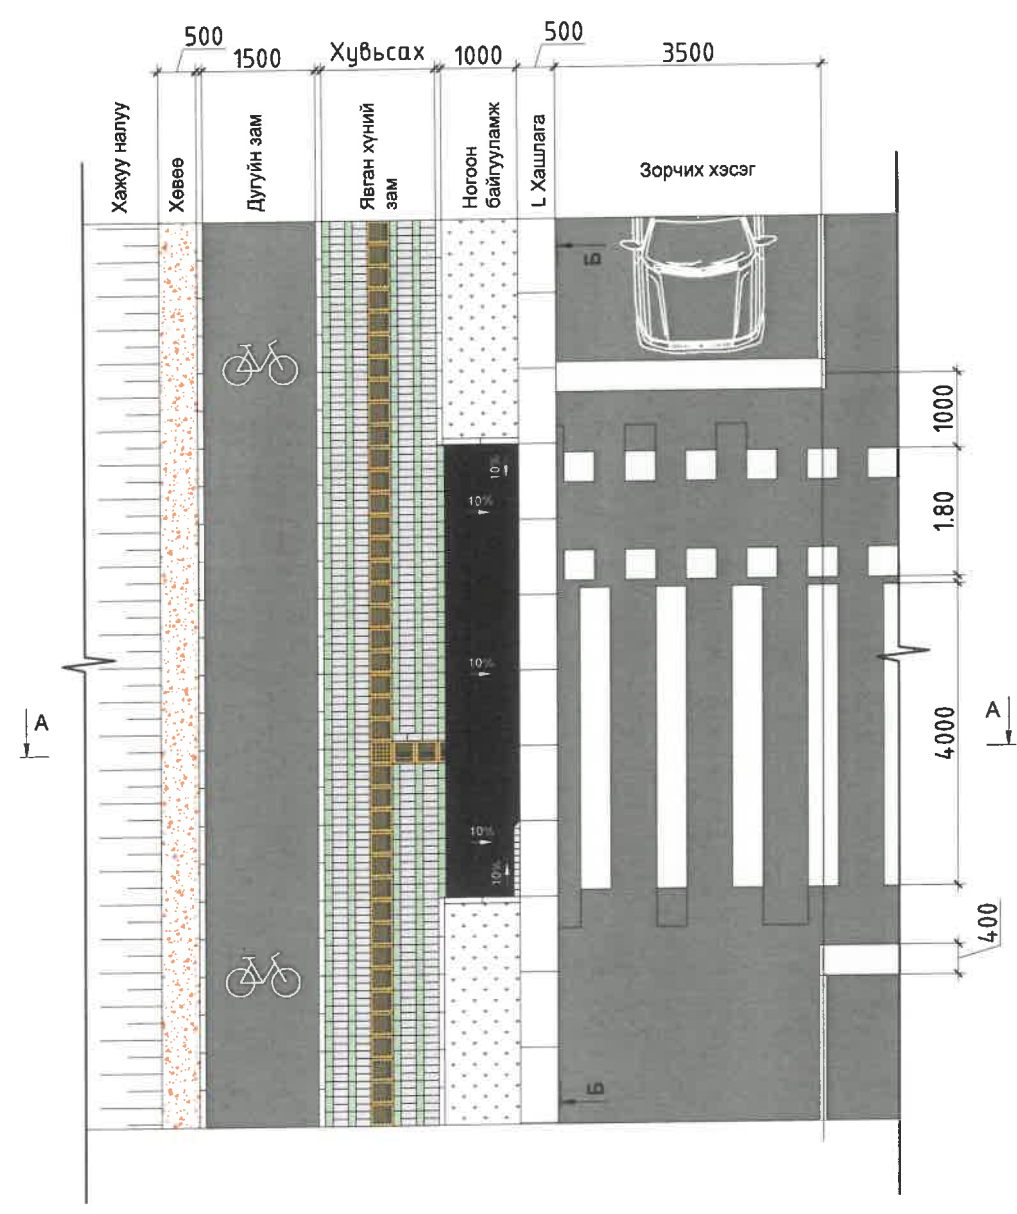 500
1500
Хувьсах
1000
500
3500
Хажуу налуу
Хөвөө
Дугуйн зам
Явган хүний
зам
Ногоон
байгууламж
L Хашлага
Зорчих хэсэг
Б
1000
10%
10%
1.80
10%
А
А
4000
10%
10%
400
Б